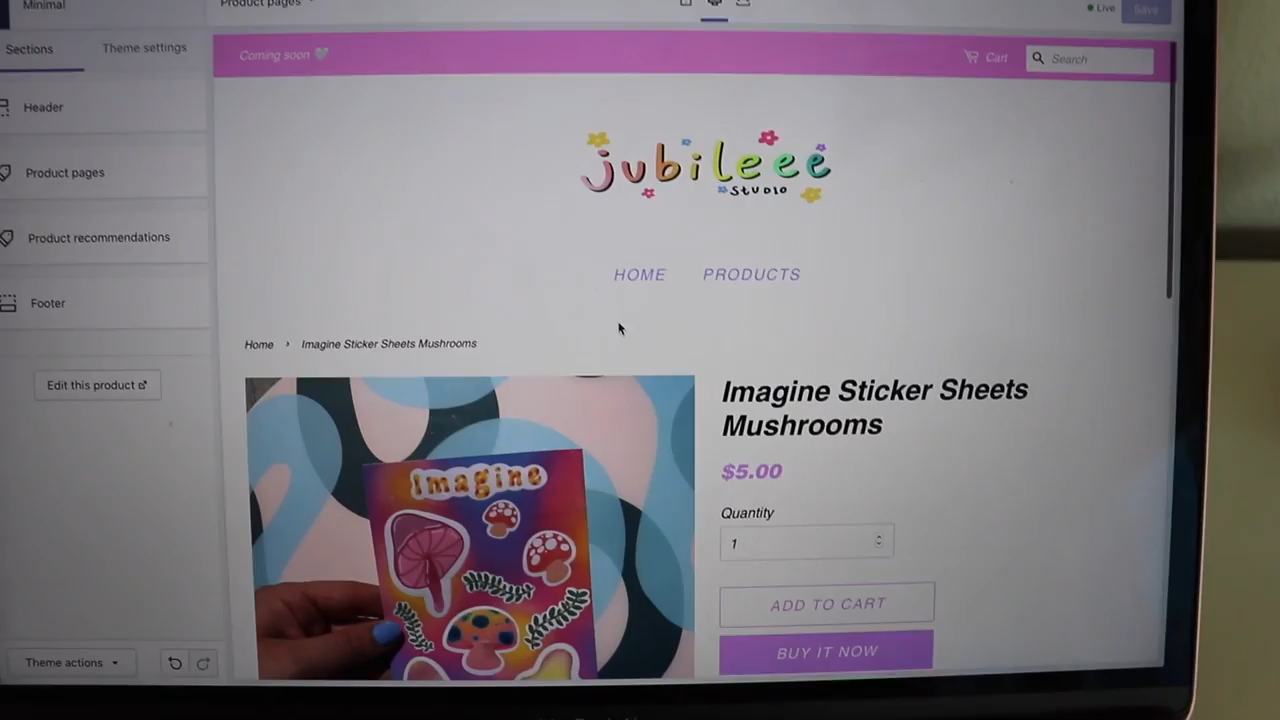 Minimal
Product pages
Live
Save
Sections
Theme settings
Header
Product pages
Product recommendations
Footer
Edit this product
Theme actions
Coming soon 🤍
Cart
Search
jubileee
studio
HOME
PRODUCTS
Home › Imagine Sticker Sheets Mushrooms
Imagine
Imagine Sticker Sheets
Mushrooms
$5.00
Quantity
1
ADD TO CART
BUY IT NOW